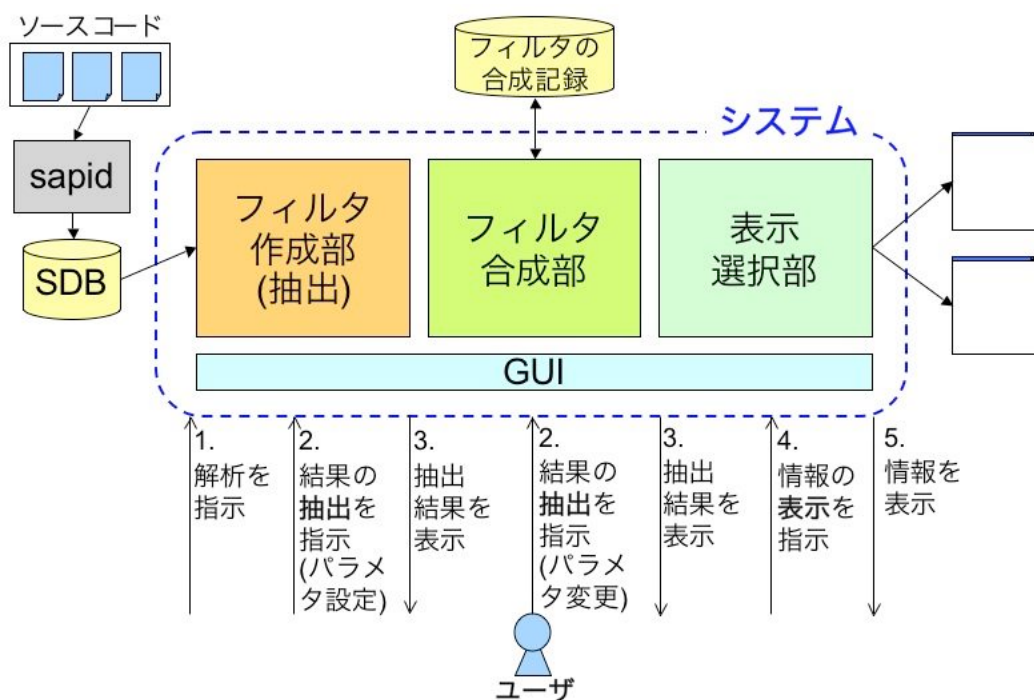 ソースコード
フィルタの
合成記録
システム
sapid
SDB
フィルタ
作成部
(抽出)
フィルタ
合成部
表示
選択部
GUI
1.
解析を
指示
2.
結果の
抽出を
指示
(パラメ
タ設定)
3.
抽出
結果を
表示
2.
結果の
抽出を
指示
(パラメ
タ変更)
3.
抽出
結果を
表示
4.
情報の
表示を
指示
5.
情報を
表示
ユーザ